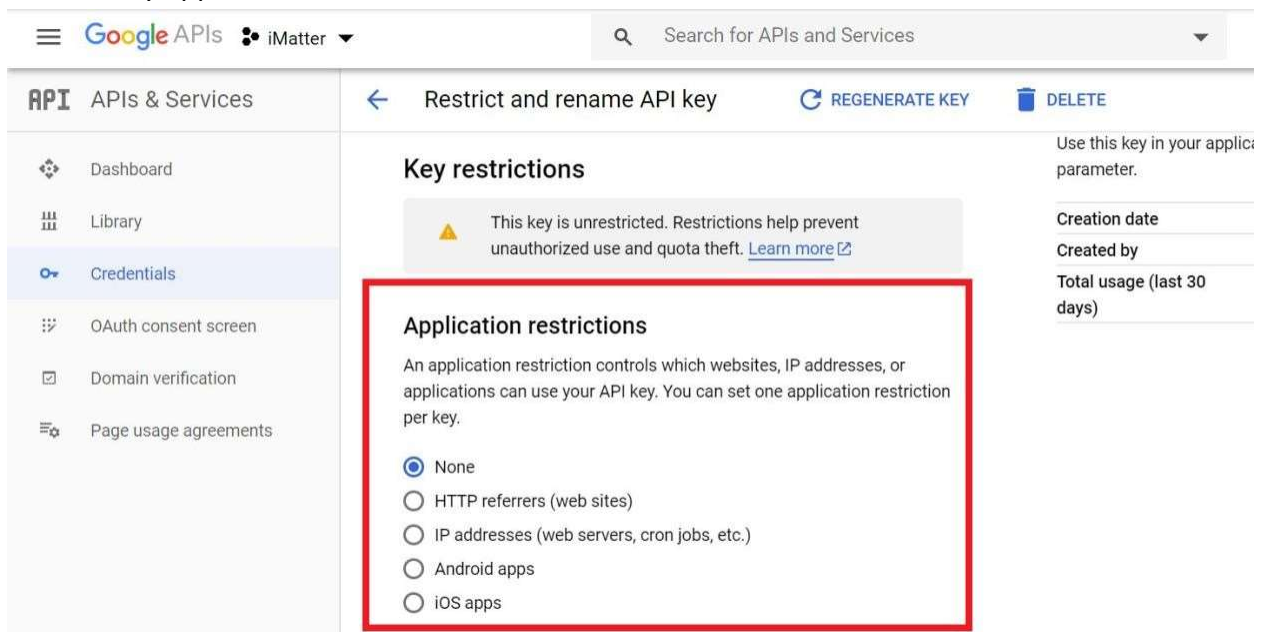 Google APIs iMatter
Search for APIs and Services
API APIs & Services
Restrict and rename API key
REGENERATE KEY
DELETE
Dashboard
Library
Credentials
OAuth consent screen
Domain verification
Page usage agreements
Key restrictions
This key is unrestricted. Restrictions help prevent
unauthorized use and quota theft. Learn more
Application restrictions
An application restriction controls which websites, IP addresses, or
applications can use your API key. You can set one application restriction
per key.
None
HTTP referrers (web sites)
IP addresses (web servers, cron jobs, etc.)
Android apps
iOS apps
Use this key in your applica
parameter.
Creation date
Created by
Total usage (last 30
days)